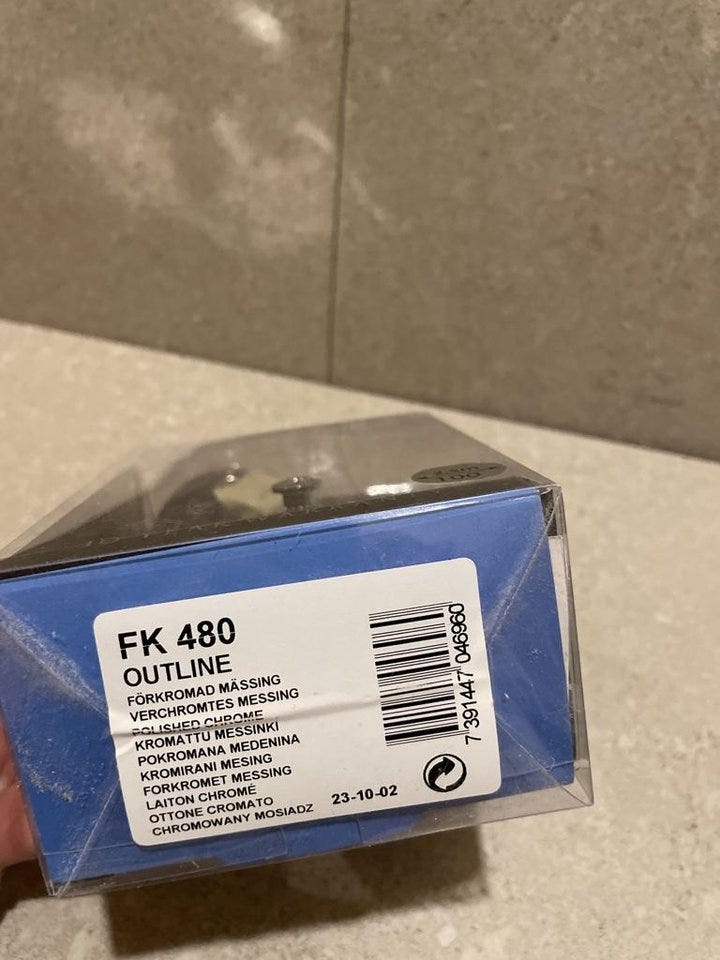 FK 480
OUTLINE
FÖRKROMAD MÄSSING
VERCHROMTES MESSING
POLISHED CHROME
KROMATTU MESSINKI
POKROMANA MEDENINA
KROMIRANI MESING
FORKROMET MESSING
LAITON CHROMÉ
OTTONE CROMATO
CHROMOWANY MOSIADZ
23-10-02
7 391447 046960